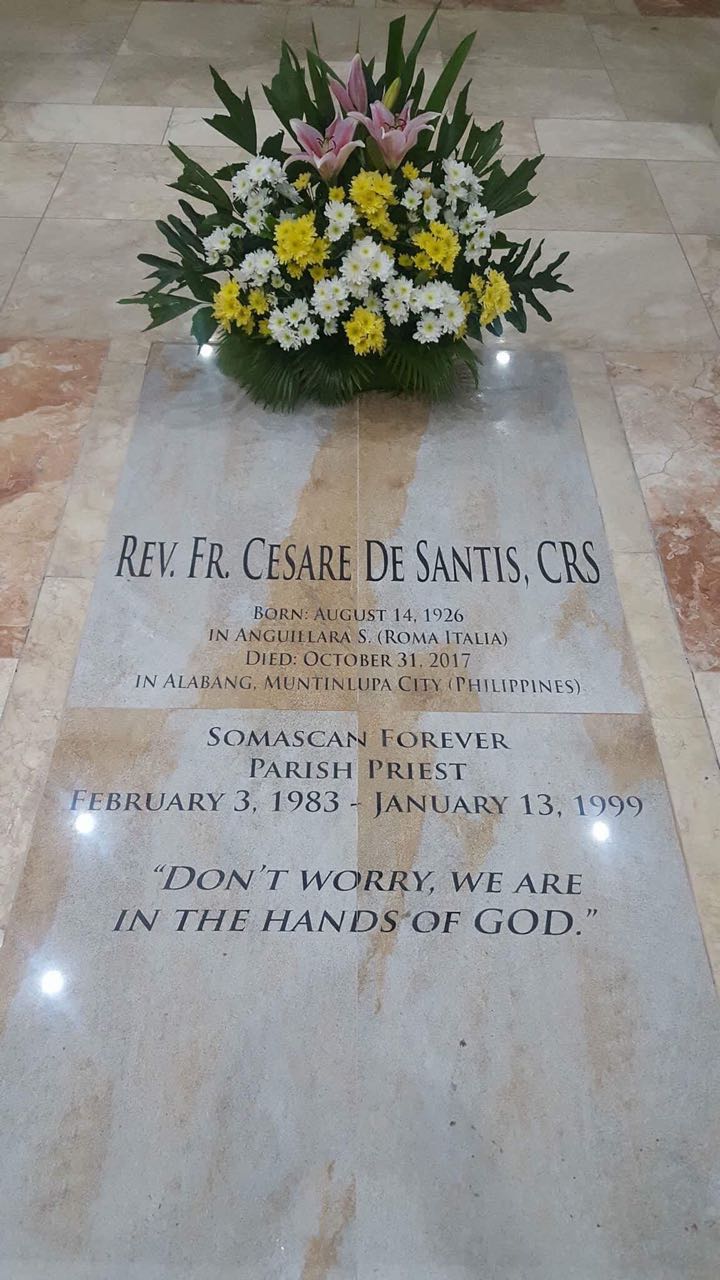 Rev. Fr. Cesare De Santis, CRS
Born: August 14, 1926
in Anguillara S. (Roma Italia)
Died: October 31, 2017
in Alabang, Muntinlupa City (Philippines)
Somascan Forever
Parish Priest
February 3, 1983 - January 13, 1999
“Don’t worry, we are
in the hands of GOD.”